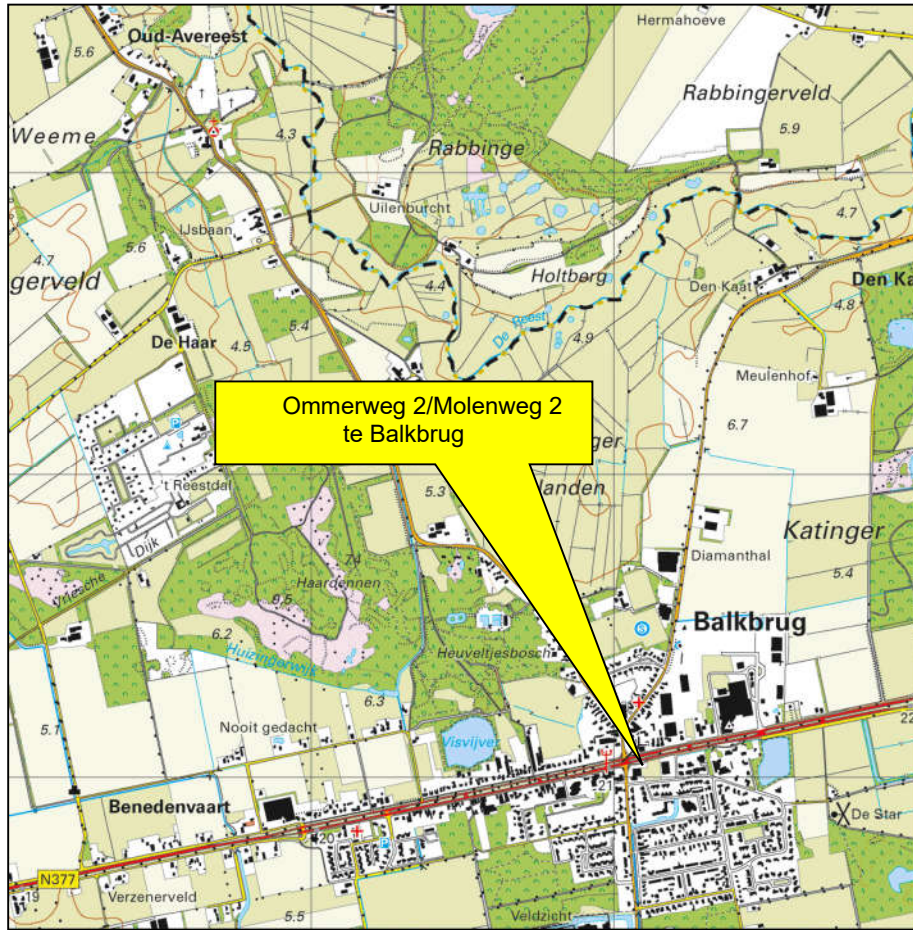 Hermahoeve
5.6
Oud-Avereest
Rabbingerveld
5.9
Weeme
4.3
Rabbinge
Uilenburcht
5.6
IJsbaan
4.7
4.7
gerveld
4.4
Holtberg
Den Kaat
Den Ka
5.4
De Reest
4.9
4.8
De Haar
4.5
Meulenhof
Ommerweg 2/Molenweg 2
te Balkbrug
6.7
P
't Reestdal
5.3
landen
Katinger
Dijk
Diamanthal
7.4
Haardennen
5.4
Vriesche
9.5
6.2
Balkbrug
Huizingerwijk
Heuveltjesbosch
6.3
5.1
Nooit gedacht
22
Visvijver
Benedenvaart
21
De Star
20
P
N377
19
Verzenerveld
5.5
Veldzicht